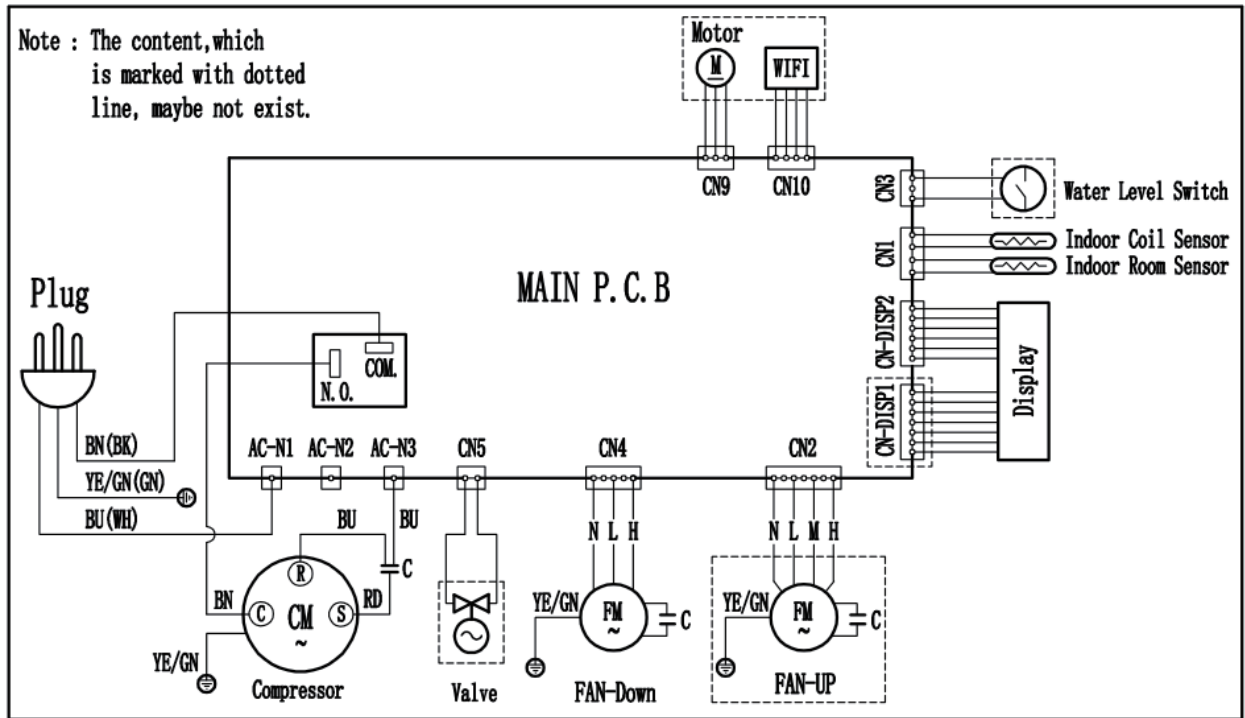 Note : The content,which
is marked with dotted
line, maybe not exist.
Motor
M
WIFI
CN9
CN10
CN3
Water Level Switch
CN1
Indoor Coil Sensor
Indoor Room Sensor
MAIN P.C.B
Plug
COM.
N.O.
CN-DISP2
CN-DISP1
Display
BN(BK)
YE/GN(GN)
BU(WH)
AC-N1
AC-N2
AC-N3
CN5
CN4
CN2
BU
BU
C
R
C
S
CM
~
BN
RD
YE/GN
Compressor
Valve
N L H
YE/GN
FM
~
C
FAN-Down
N L M H
YE/GN
FM
~
C
FAN-UP